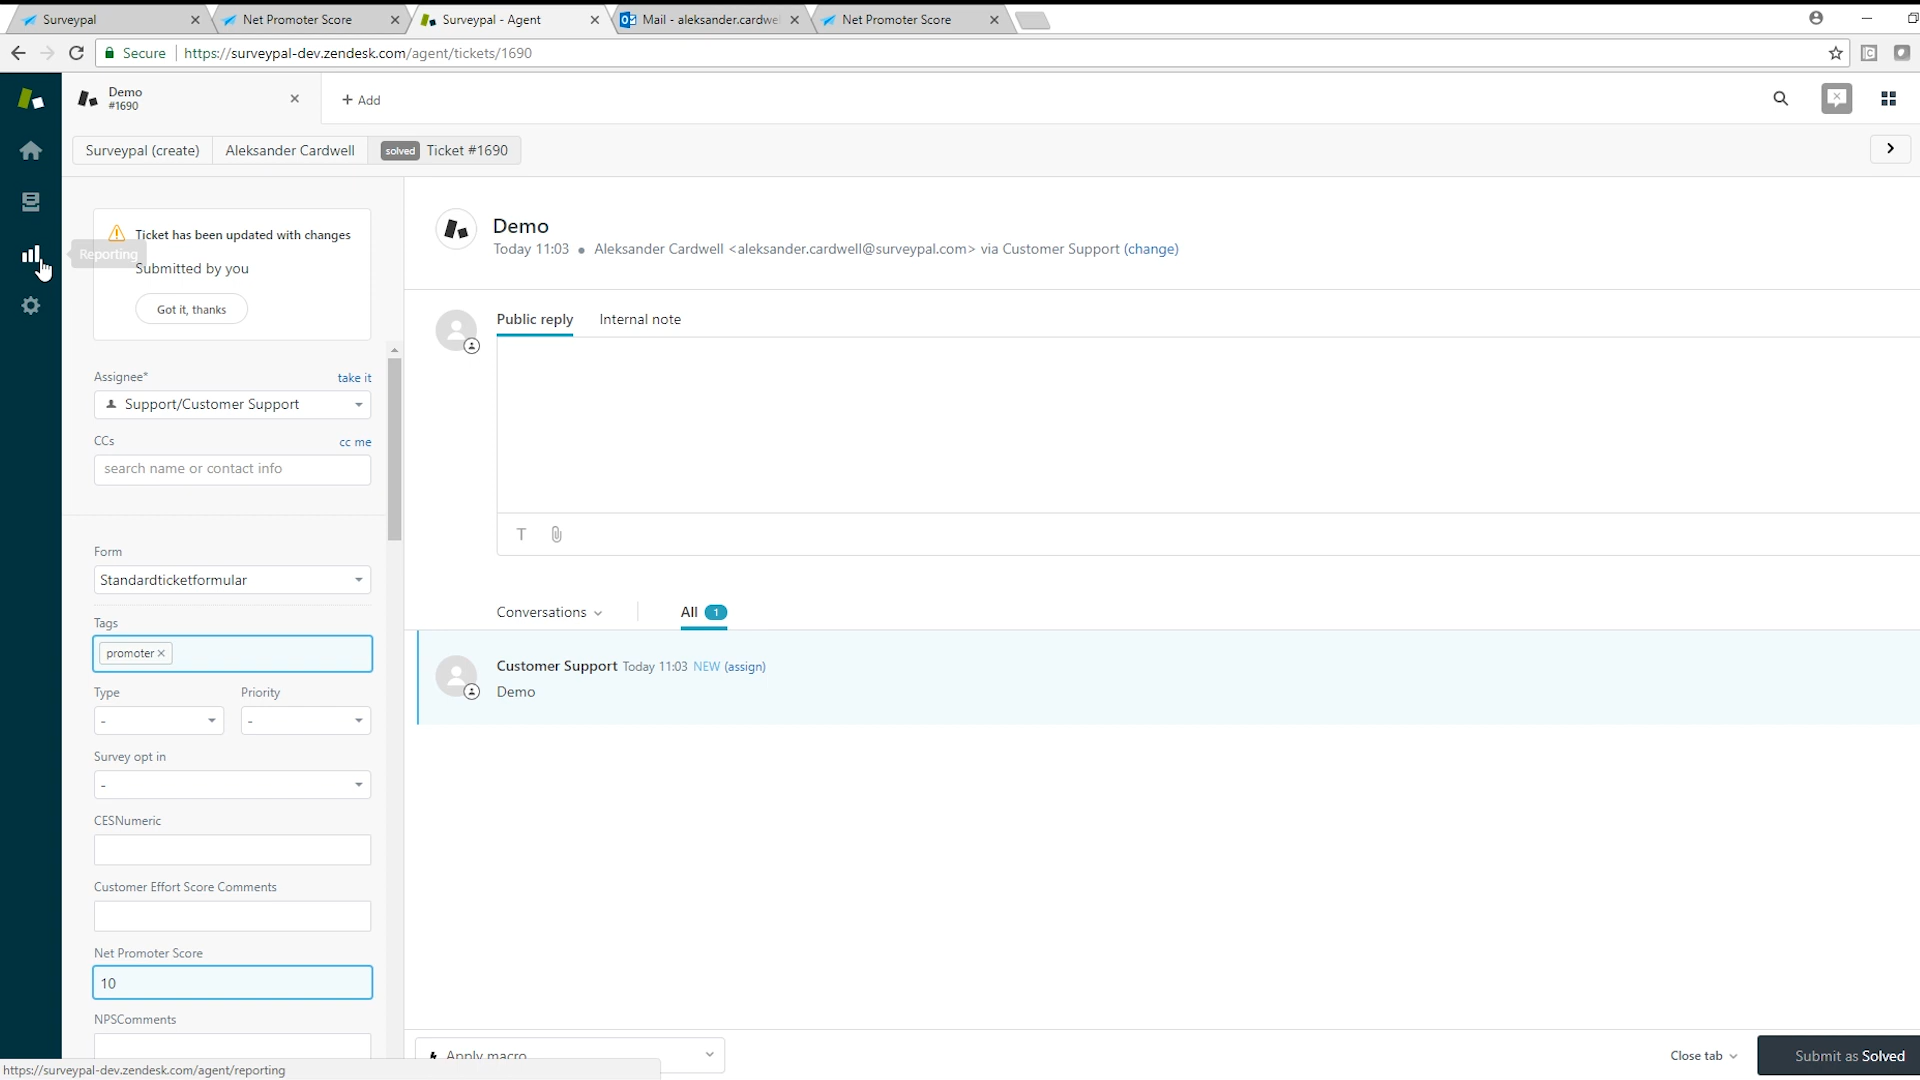 Surveypal
Net Promoter Score
Surveypal - Agent
Mail - aleksander.cardwe
Net Promoter Score
Secure
https://surveypal-dev.zendesk.com/agent/tickets/1690
Demo
#1690
+ Add
Surveypal (create)
Aleksander Cardwell
solved Ticket #1690
Reporting
Ticket has been updated with changes
Submitted by you
Got it, thanks
Assignee*
take it
Support/Customer Support
CCs
cc me
search name or contact info
Form
Standardticketformular
Tags
promoter
Type
Priority
-
-
Survey opt in
-
CESNumeric
Customer Effort Score Comments
Net Promoter Score
10
NPSComments
Demo
Today 11:03 • Aleksander Cardwell <aleksander.cardwell@surveypal.com> via Customer Support (change)
Public reply
Internal note
T
Conversations
All 1
Customer Support Today 11:03 NEW (assign)
Demo
Apply macro
Close tab
Submit as Solved
https://surveypal-dev.zendesk.com/agent/reporting